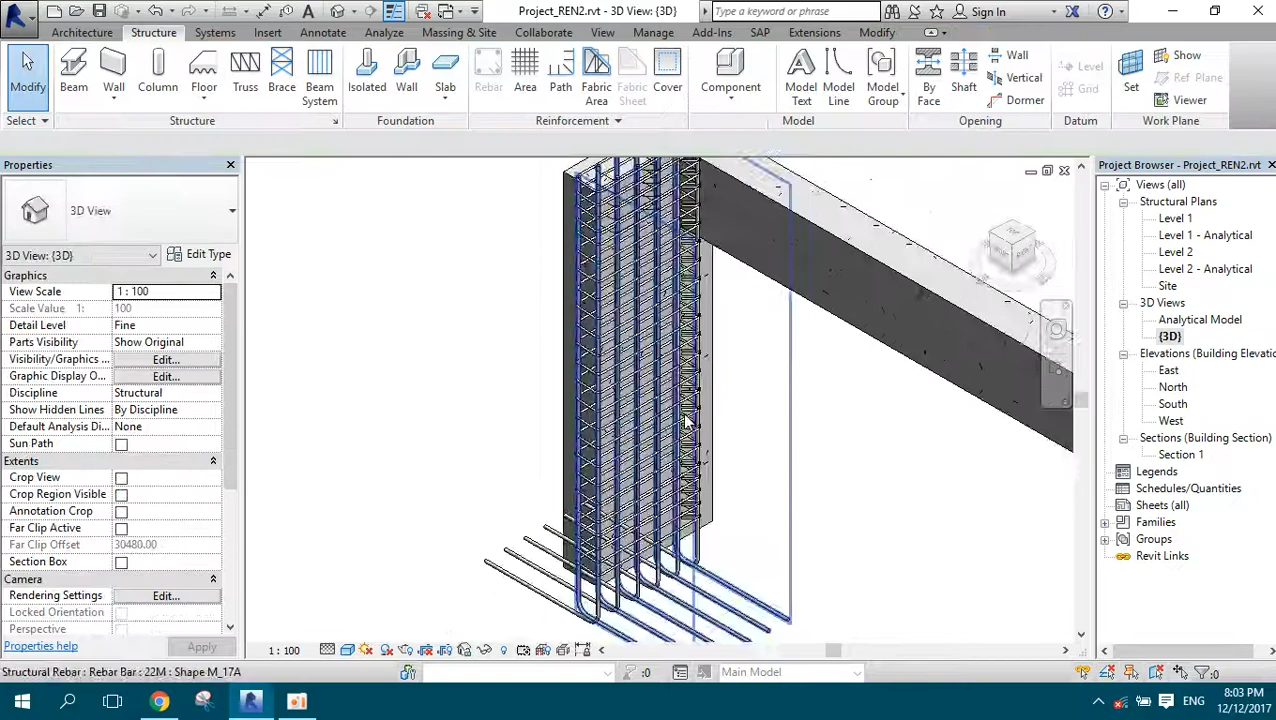 Project_REN2.rvt - 3D View: {3D}
Type a keyword or phrase
Sign In
Architecture Structure Systems Insert Annotate Analyze Massing & Site Collaborate View Manage Add-Ins SAP Extensions Modify
Modify
Beam
Wall
Column
Floor
Truss
Brace
Beam
System
Isolated
Wall
Slab
Rebar
Area
Path
Fabric
Area
Fabric
Sheet
Cover
Component
Model
Text
Model
Line
Model
Group
By
Face
Shaft
Wall
Vertical
Dormer
Level
Grid
Set
Show
Ref Plane
Viewer
Select
Structure
Foundation
Reinforcement
Model
Opening
Datum
Work Plane
Properties
3D View
3D View: {3D}
Edit Type
Graphics
View Scale 1 : 100
Scale Value 1: 100
Detail Level Fine
Parts Visibility Show Original
Visibility/Graphics ... Edit...
Graphic Display O... Edit...
Discipline Structural
Show Hidden Lines By Discipline
Default Analysis Di... None
Sun Path
Extents
Crop View
Crop Region Visible
Annotation Crop
Far Clip Active
Far Clip Offset 30480.00
Section Box
Camera
Rendering Settings Edit...
Locked Orientation
Perspective
Properties help
Apply
TOP
Project Browser - Project_REN2.rvt
Views (all)
Structural Plans
Level 1
Level 1 - Analytical
Level 2
Level 2 - Analytical
Site
3D Views
Analytical Model
{3D}
Elevations (Building Elevatio
East
North
South
West
Sections (Building Section)
Section 1
Legends
Schedules/Quantities
Sheets (all)
Families
Groups
Revit Links
1 : 100
Structural Rebar: Rebar Bar: 22M : Shape M_17A
:0
Main Model
:0
ENG
8:03 PM
12/12/2017